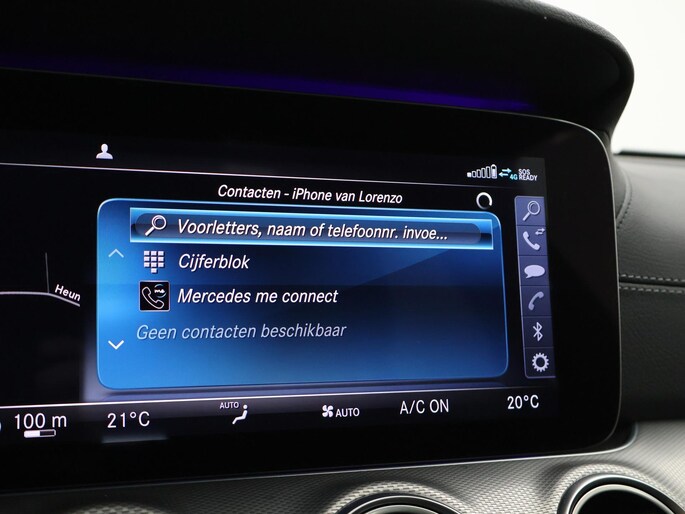 4G SOS READY
Contacten - iPhone van Lorenzo
Voorletters, naam of telefoonnr. invoe...
Cijferblok
Mercedes me connect
Geen contacten beschikbaar
Heun
100 m 21°C AUTO AUTO A/C ON 20°C